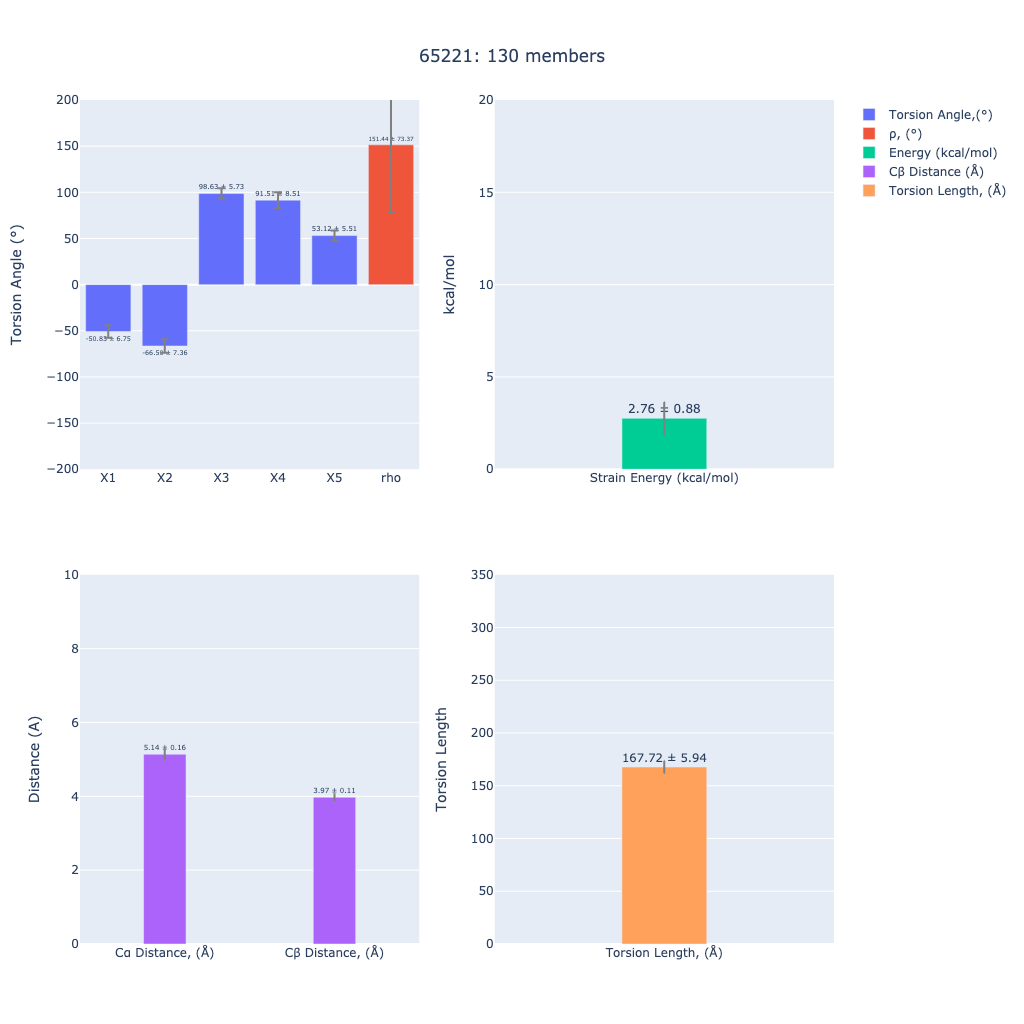 65221: 130 members
Torsion Angle (°)
200
150
100
50
0
−50
−100
−150
−200
-50.83 ± 6.75
98.63 ± 5.73
91.51 ± 8.51
53.12 ± 5.51
151.44 ± 73.37
X1
X2
X3
X4
X5
rho
kcal/mol
20
15
10
5
0
2.76 ± 0.88
Strain Energy (kcal/mol)
Torsion Angle,(°)
ρ, (°)
Energy (kcal/mol)
Cβ Distance (Å)
Torsion Length, (Å)
Distance (A)
10
8
6
4
2
0
5.14 ± 0.16
3.97 ± 0.11
Cα Distance, (Å)
Cβ Distance, (Å)
Torsion Length
350
300
250
200
150
100
50
0
167.72 ± 5.94
Torsion Length, (Å)